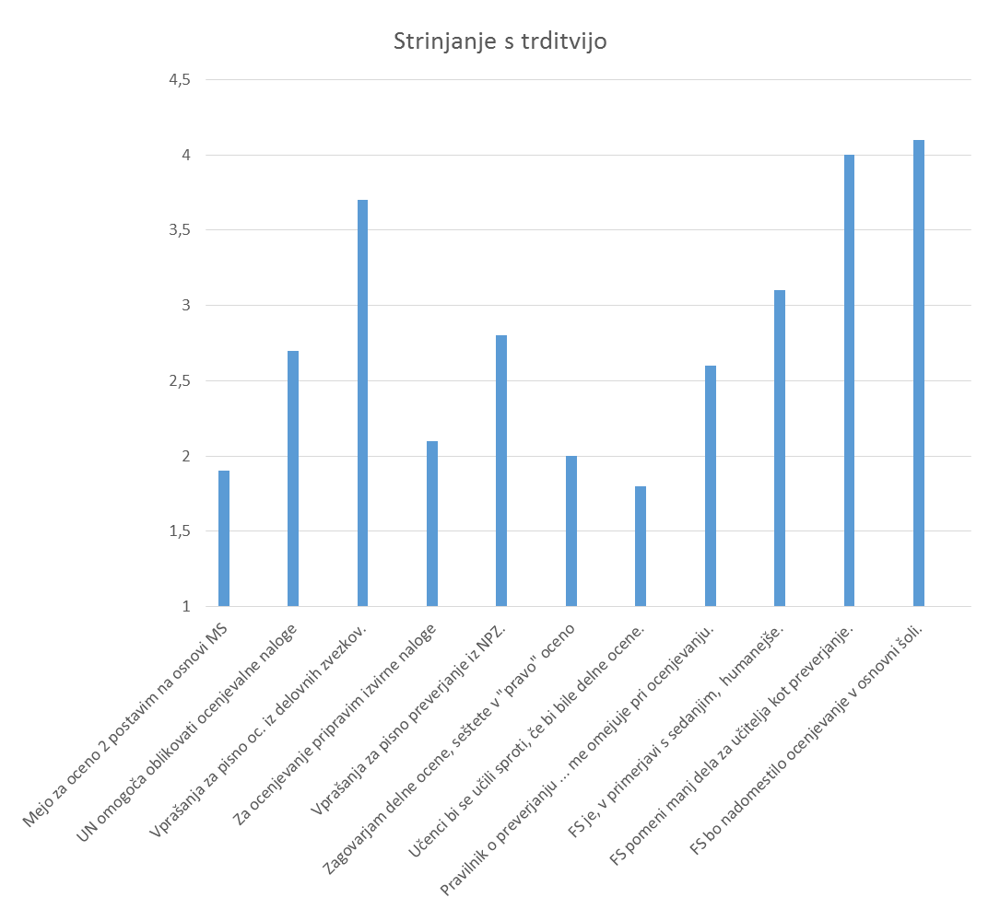 Strinjanje s trditvijo
4,5
4
3,5
3
2,5
2
1,5
1
Mejo za oceno 2 postavim na osnovi MS
UN omogoča oblikovati ocenjevalne naloge
Vprašanja za pisno oc. iz delovnih zvezkov.
Za ocenjevanje pripravim izvirne naloge
Vprašanja za pisno preverjanje iz NPZ.
Zagovarjam delne ocene, seštete v "pravo" oceno
Učenci bi se učili sproti, če bi bile delne ocene.
Pravilnik o preverjanju ... me omejuje pri ocenjevanju.
FS je, v primerjavi s sedanjim, humanejše.
FS pomeni manj dela za učitelja kot preverjanje.
FS bo nadomestilo ocenjevanje v osnovni šoli.